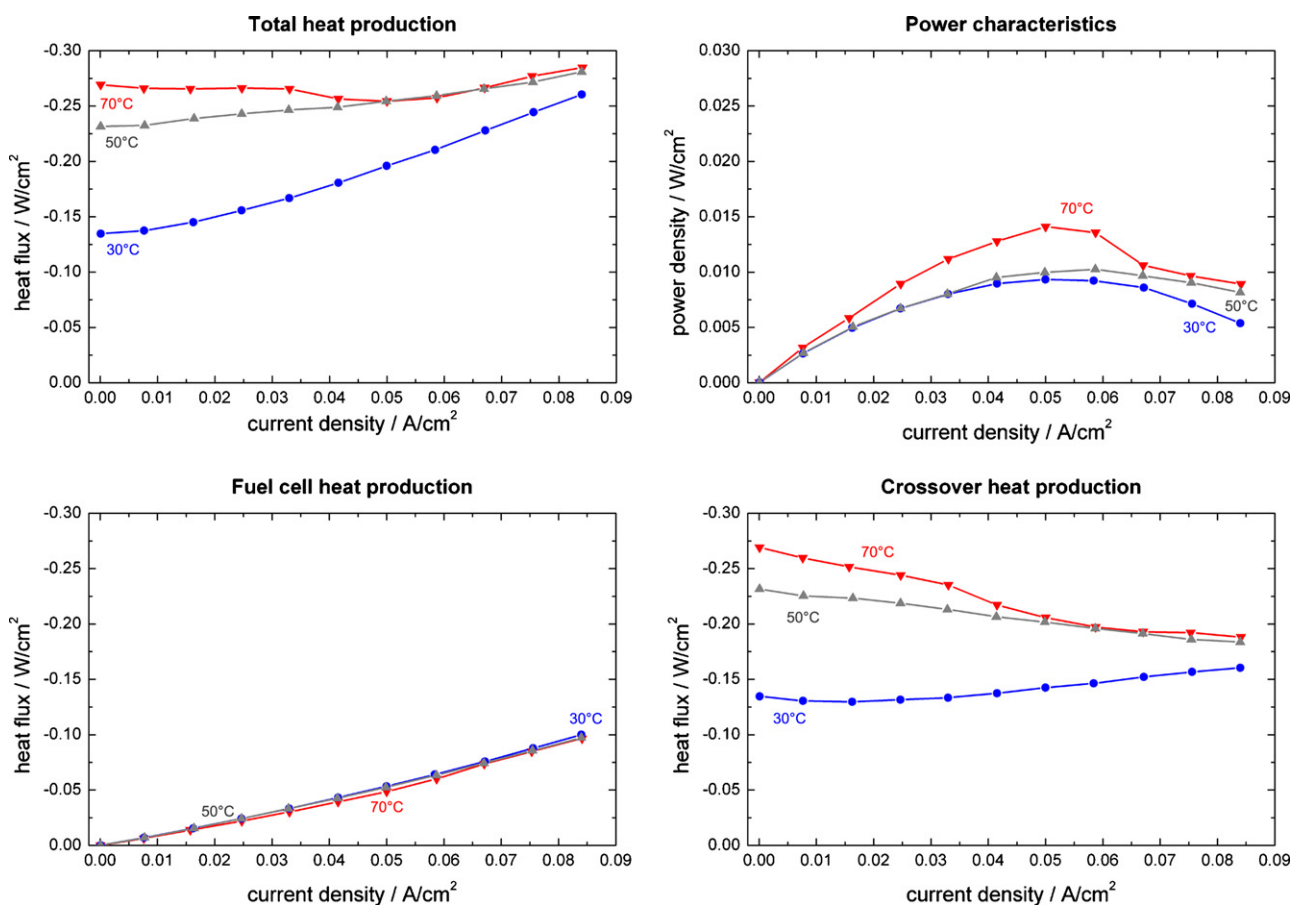 Total heat production
-0.30
-0.25
-0.20
-0.15
-0.10
-0.05
0.00
heat flux / W/cm²
70°C
50°C
30°C
0.00 0.01 0.02 0.03 0.04 0.05 0.06 0.07 0.08 0.09
current density / A/cm²
Power characteristics
0.030
0.025
0.020
0.015
0.010
0.005
0.000
power density / W/cm²
70°C
50°C
30°C
0.00 0.01 0.02 0.03 0.04 0.05 0.06 0.07 0.08 0.09
current density / A/cm²
Fuel cell heat production
-0.30
-0.25
-0.20
-0.15
-0.10
-0.05
0.00
heat flux / W/cm²
30°C
50°C
70°C
0.00 0.01 0.02 0.03 0.04 0.05 0.06 0.07 0.08 0.09
current density / A/cm²
Crossover heat production
-0.30
-0.25
-0.20
-0.15
-0.10
-0.05
0.00
heat flux / W/cm²
70°C
50°C
30°C
0.00 0.01 0.02 0.03 0.04 0.05 0.06 0.07 0.08 0.09
current density / A/cm²